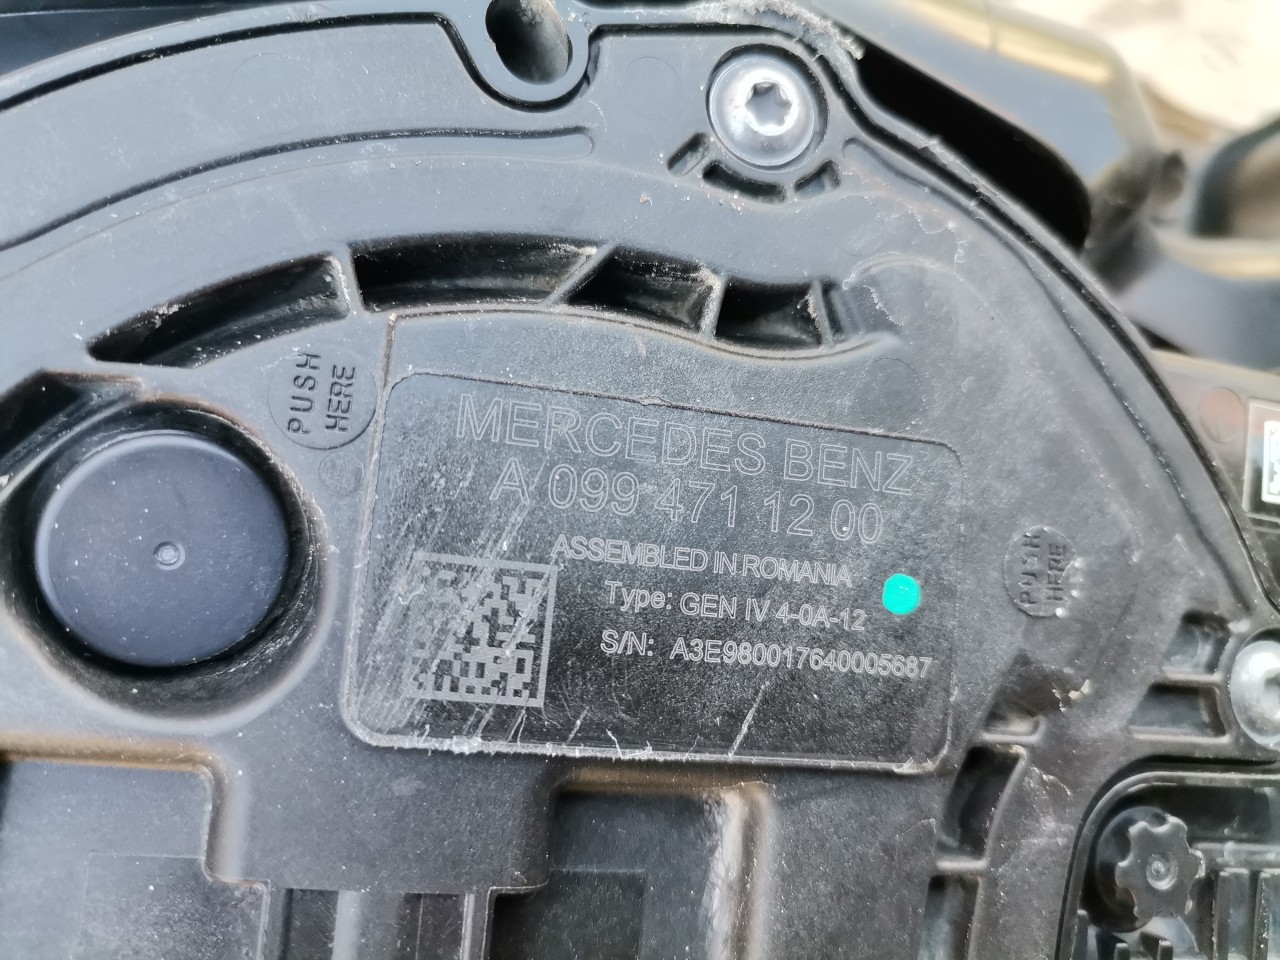 PUSH
HERE
MERCEDES BENZ
A 099 471 12 00
ASSEMBLED IN ROMANIA
Type: GEN IV 4-0A-12
S/N: A3E980017640005687
PUSH
HERE